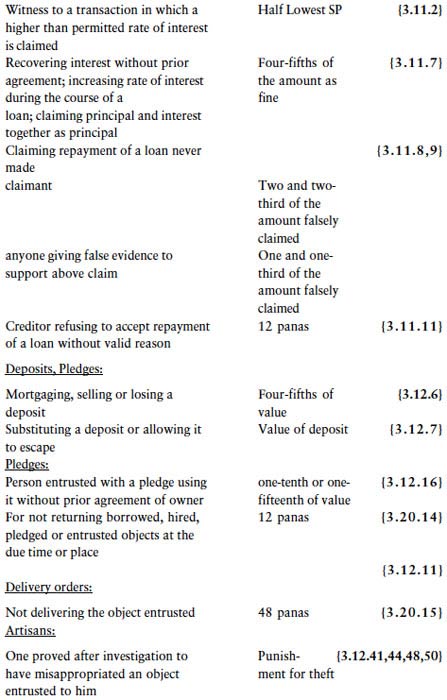 Witness to a transaction in which a Half Lowest SP {3.11.2}
higher than permitted rate of interest
is claimed
Recovering interest without prior Four-fifths of {3.11.7}
agreement; increasing rate of interest the amount as
during the course of a fine
loan; claiming principal and interest
together as principal
Claiming repayment of a loan never {3.11.8,9}
made
claimant Two and two-
third of the
amount falsely
claimed
anyone giving false evidence to One and one-
support above claim third of the
amount falsely
claimed
Creditor refusing to accept repayment 12 panas {3.11.11}
of a loan without valid reason
Deposits, Pledges:
Mortgaging, selling or losing a Four-fifths of {3.12.6}
deposit value
Substituting a deposit or allowing it Value of deposit {3.12.7}
to escape
Pledges:
Person entrusted with a pledge using one-tenth or one- {3.12.16}
it without prior agreement of owner fifteenth of value
For not returning borrowed, hired, 12 panas {3.20.14}
pledged or entrusted objects at the
due time or place
{3.12.11}
Delivery orders:
Not delivering the object entrusted 48 panas {3.20.15}
Artisans:
One proved after investigation to Punish- {3.12.41,44,48,50}
have misappropriated an object ment for theft
entrusted to him